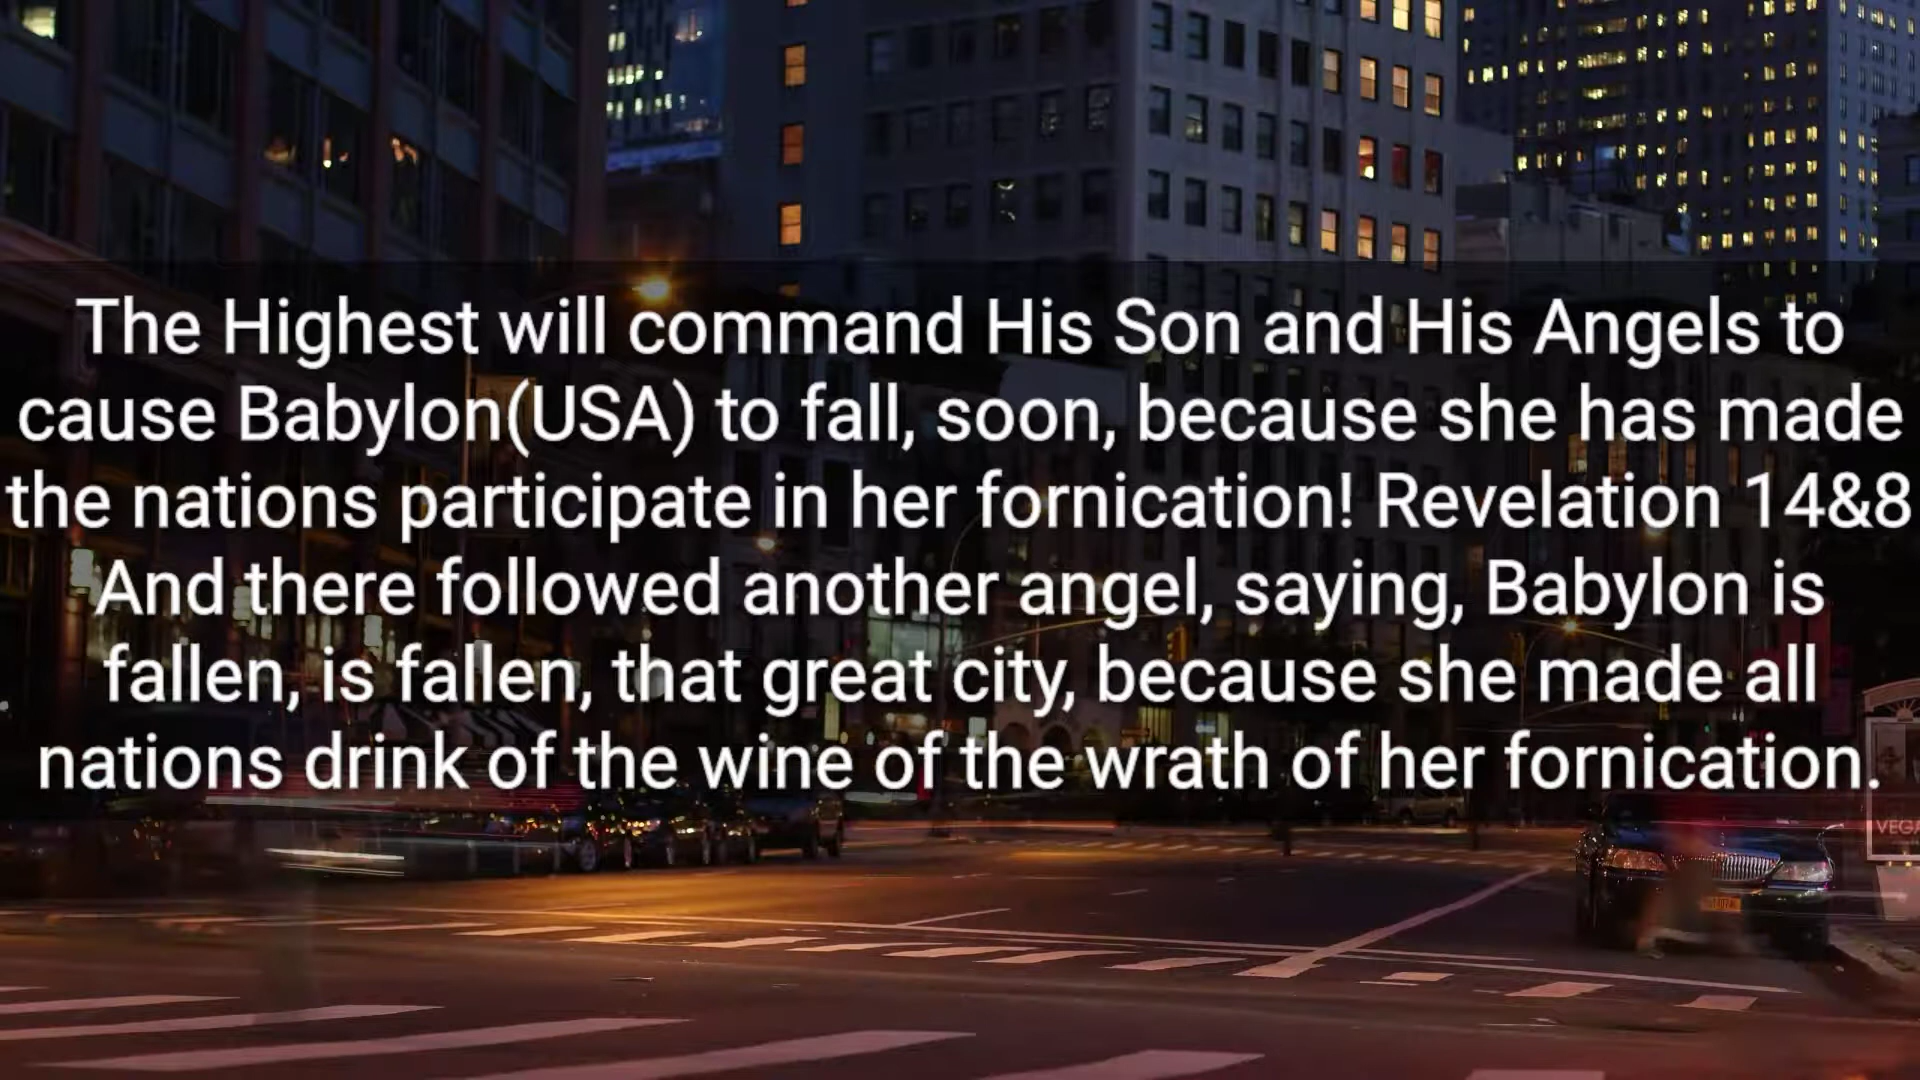 The Highest will command His Son and His Angels to
cause Babylon(USA) to fall, soon, because she has made
the nations participate in her fornication! Revelation 14&8
And there followed another angel, saying, Babylon is
fallen, is fallen, that great city, because she made all
nations drink of the wine of the wrath of her fornication.